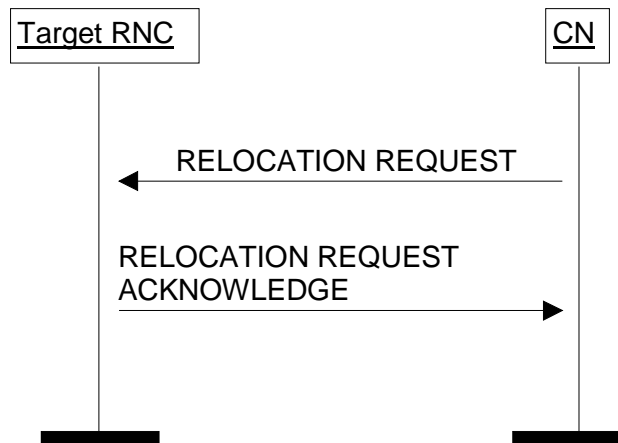 Target RNC
CN
RELOCATION REQUEST
RELOCATION REQUEST
ACKNOWLEDGE